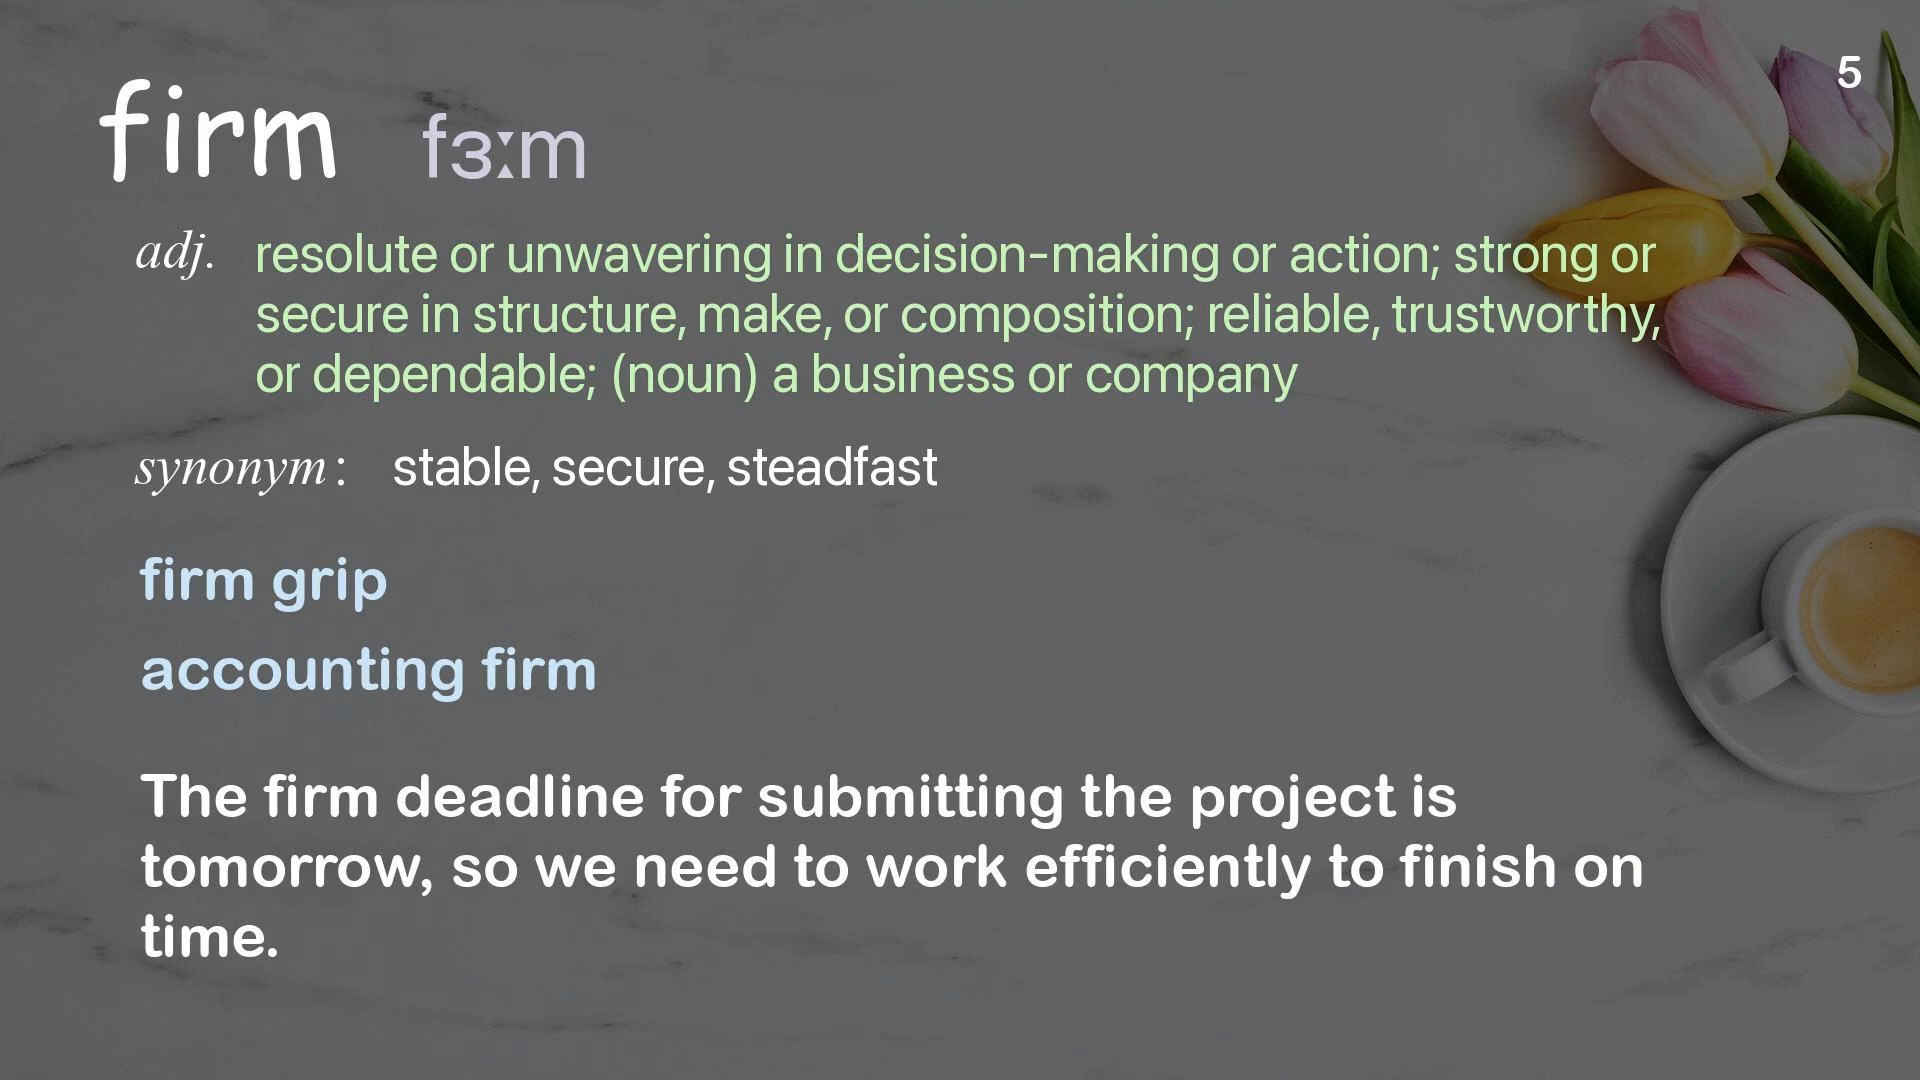 5
firm fɜːm
adj. resolute or unwavering in decision-making or action; strong or
secure in structure, make, or composition; reliable, trustworthy,
or dependable; (noun) a business or company
synonym: stable, secure, steadfast
firm grip
accounting firm
The firm deadline for submitting the project is
tomorrow, so we need to work efficiently to finish on
time.